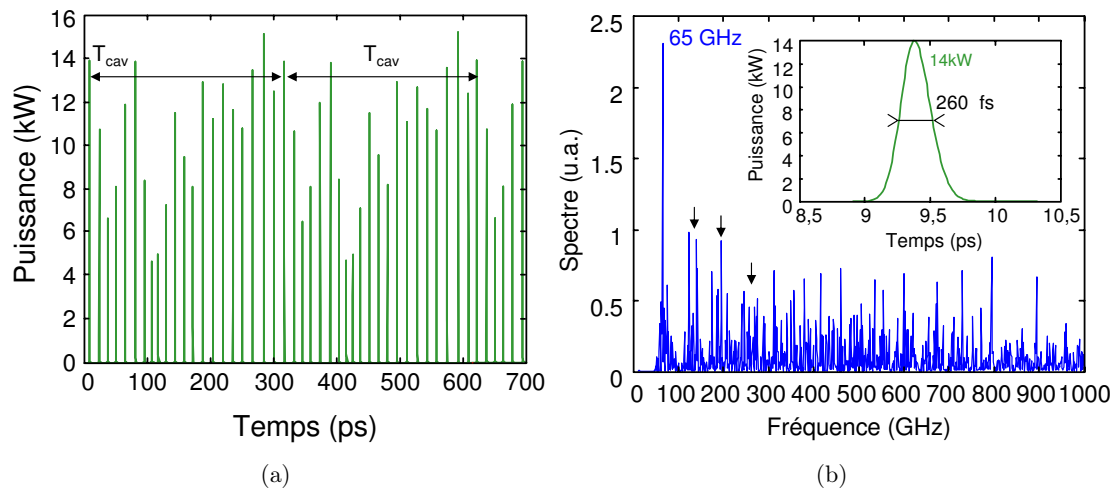 16
14
12
10
8
6
4
2
0
Puissance (kW)
T_cav
T_cav
0 100 200 300 400 500 600 700
Temps (ps)
(a)
2.5
2
1.5
1
0.5
0
Spectre (u.a.)
65 GHz
14
12
10
8
6
4
2
0
Puissance (kW)
14kW
260 fs
8,5 9 9,5 10 10,5
Temps (ps)
0 100 200 300 400 500 600 700 800 900 1000
Fréquence (GHz)
(b)